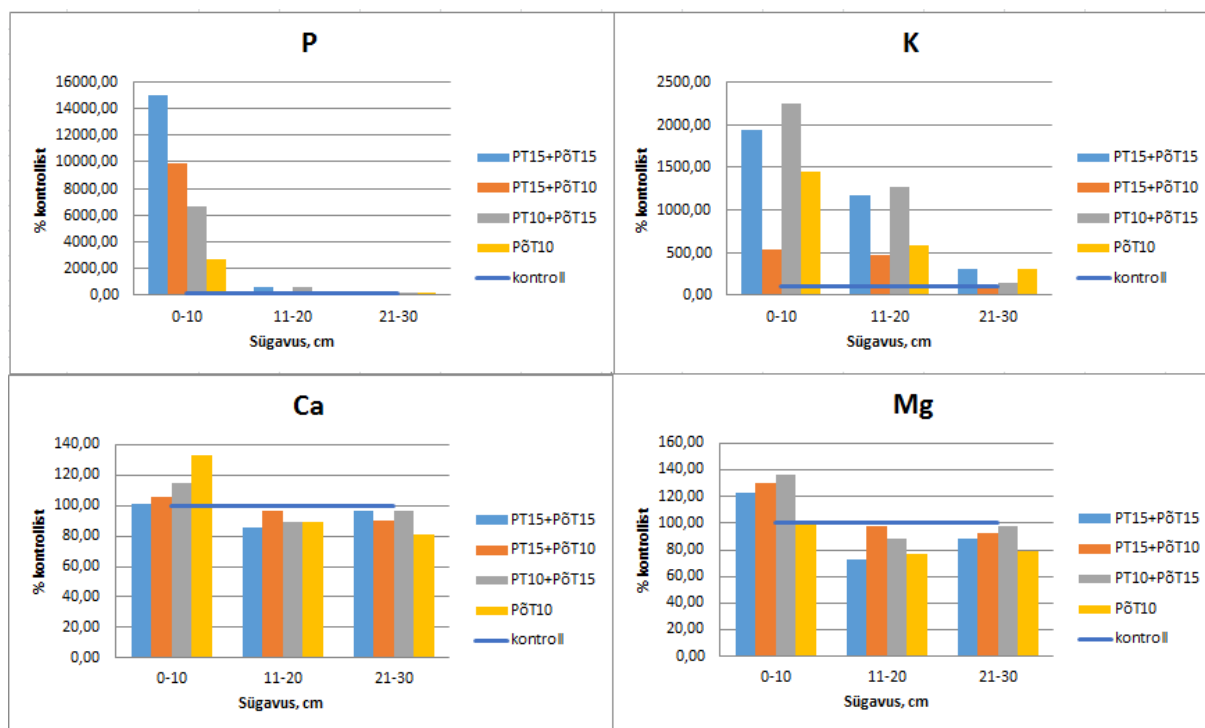 P
16000,00
14000,00
12000,00
10000,00
8000,00
6000,00
4000,00
2000,00
0,00
% kontrollist
0-10
11-20
21-30
Sügavus, cm
PT15+PõT15
PT15+PõT10
PT10+PõT15
PõT10
kontroll
K
2500,00
2000,00
1500,00
1000,00
500,00
0,00
% kontrollist
0-10
11-20
21-30
Sügavus, cm
PT15+PõT15
PT15+PõT10
PT10+PõT15
PõT10
kontroll
Ca
140,00
120,00
100,00
80,00
60,00
40,00
20,00
0,00
% kontrollist
0-10
11-20
21-30
Sügavus, cm
PT15+PõT15
PT15+PõT10
PT10+PõT15
PõT10
kontroll
Mg
160,00
140,00
120,00
100,00
80,00
60,00
40,00
20,00
0,00
% kontrollist
0-10
11-20
21-30
Sügavus, cm
PT15+PõT15
PT15+PõT10
PT10+PõT15
PõT10
kontroll